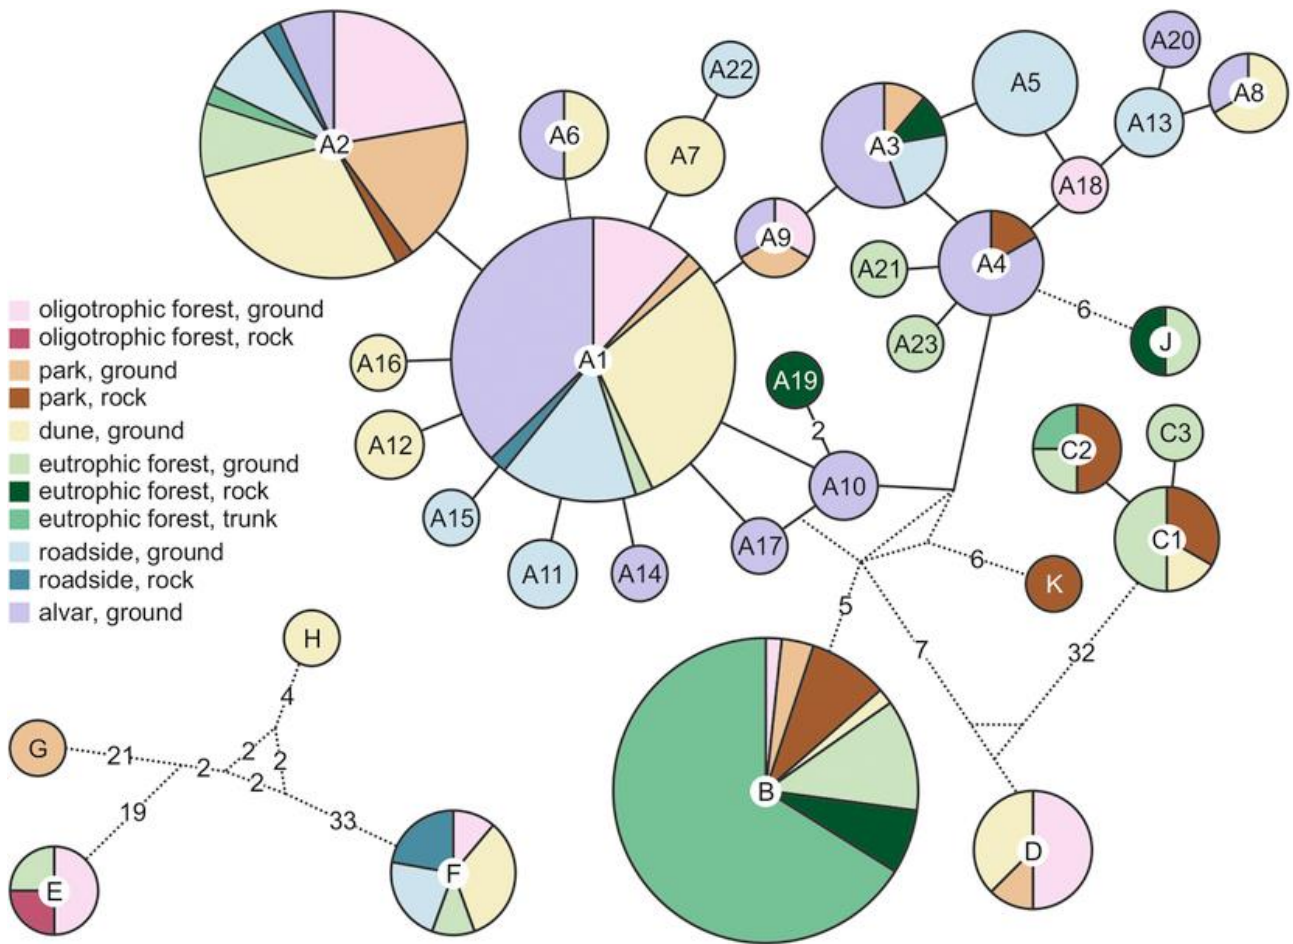 A20
A22
A5
A8
A13
A6
A3
A2
A7
A18
A9
A21
A4
6
J
A23
oligotrophic forest, ground
oligotrophic forest, rock
park, ground
park, rock
dune, ground
eutrophic forest, ground
eutrophic forest, rock
eutrophic forest, trunk
roadside, ground
roadside, rock
alvar, ground
A16
A1
A19
2
A12
C2
C3
A10
A15
A17
C1
A11
A14
6
K
5
7
32
H
4
G
21
2
2
2
2
19
33
B
D
E
F